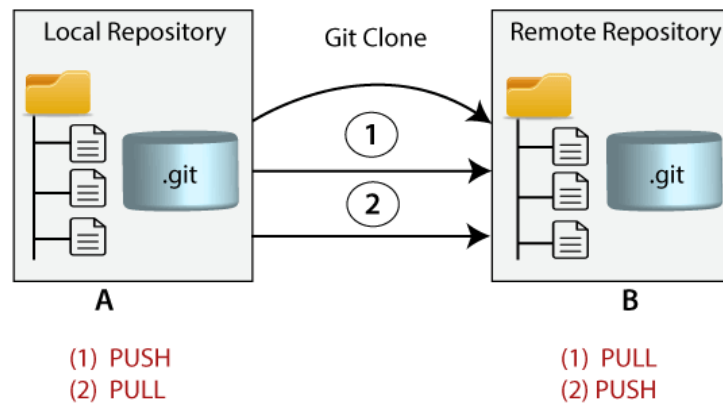 Local Repository
Git Clone
Remote Repository
1
.git
.git
2
A
B
(1) PUSH
(2) PULL
(1) PULL
(2) PUSH